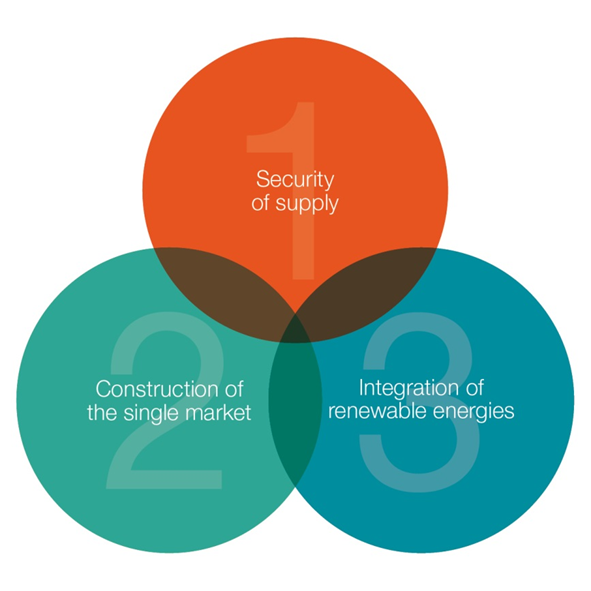 1
Security
of supply
2
Construction of
the single market
3
Integration of
renewable energies